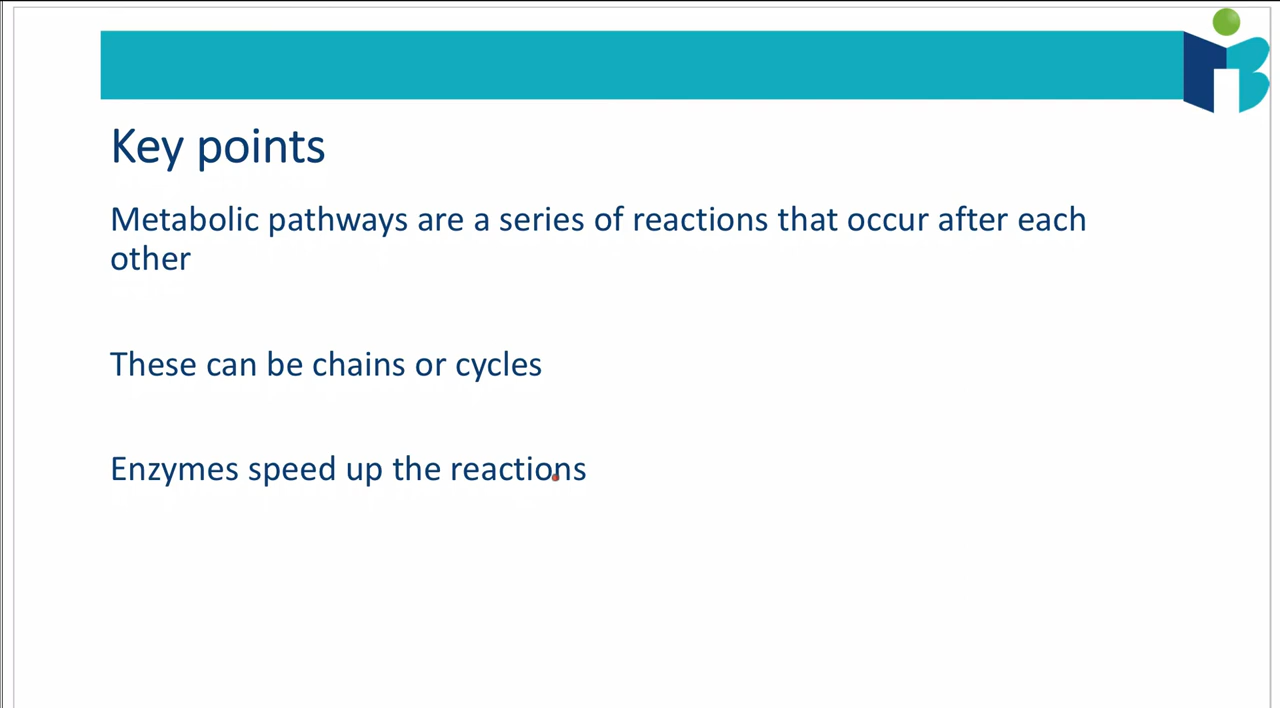 Key points
Metabolic pathways are a series of reactions that occur after each
other
These can be chains or cycles
Enzymes speed up the reactions